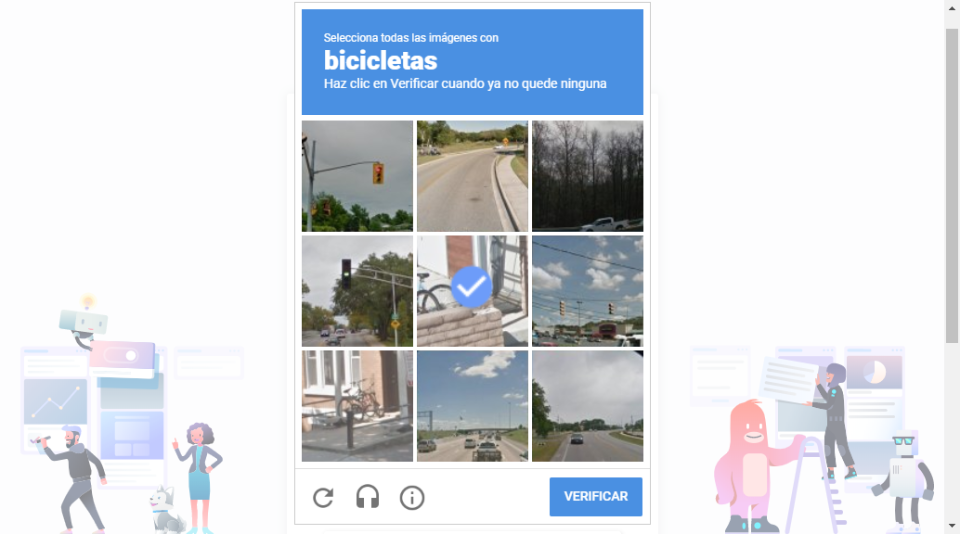 Selecciona todas las imágenes con
bicicletas
Haz clic en Verificar cuando ya no quede ninguna
VERIFICAR